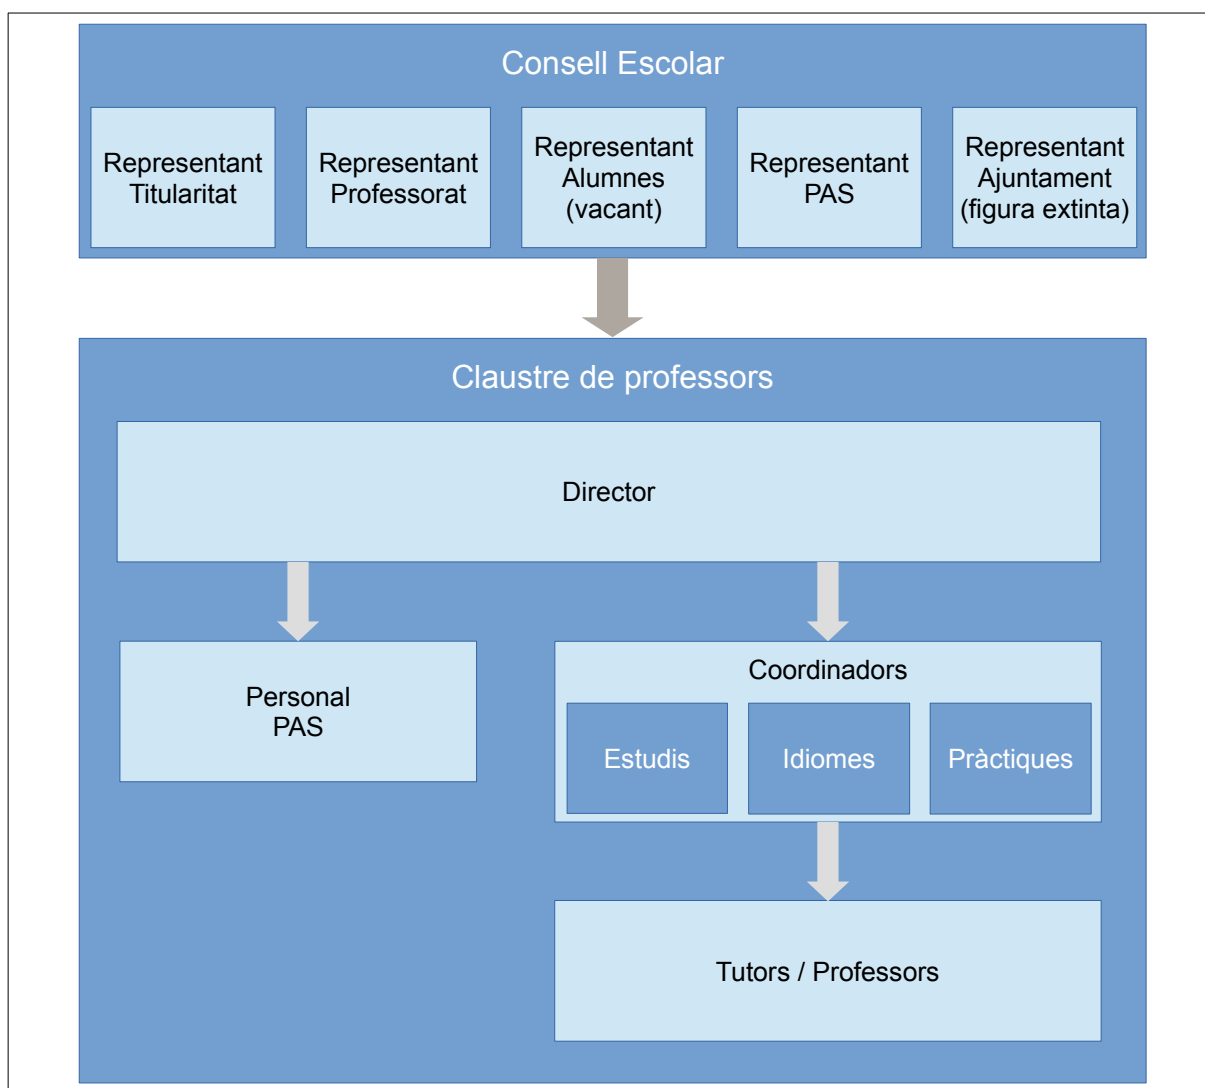 Consell Escolar
Representant
Titularitat
Representant
Professorat
Representant
Alumnes
(vacant)
Representant
PAS
Representant
Ajuntament
(figura extinta)
Claustre de professors
Director
Personal
PAS
Coordinadors
Estudis
Idiomes
Pràctiques
Tutors / Professors